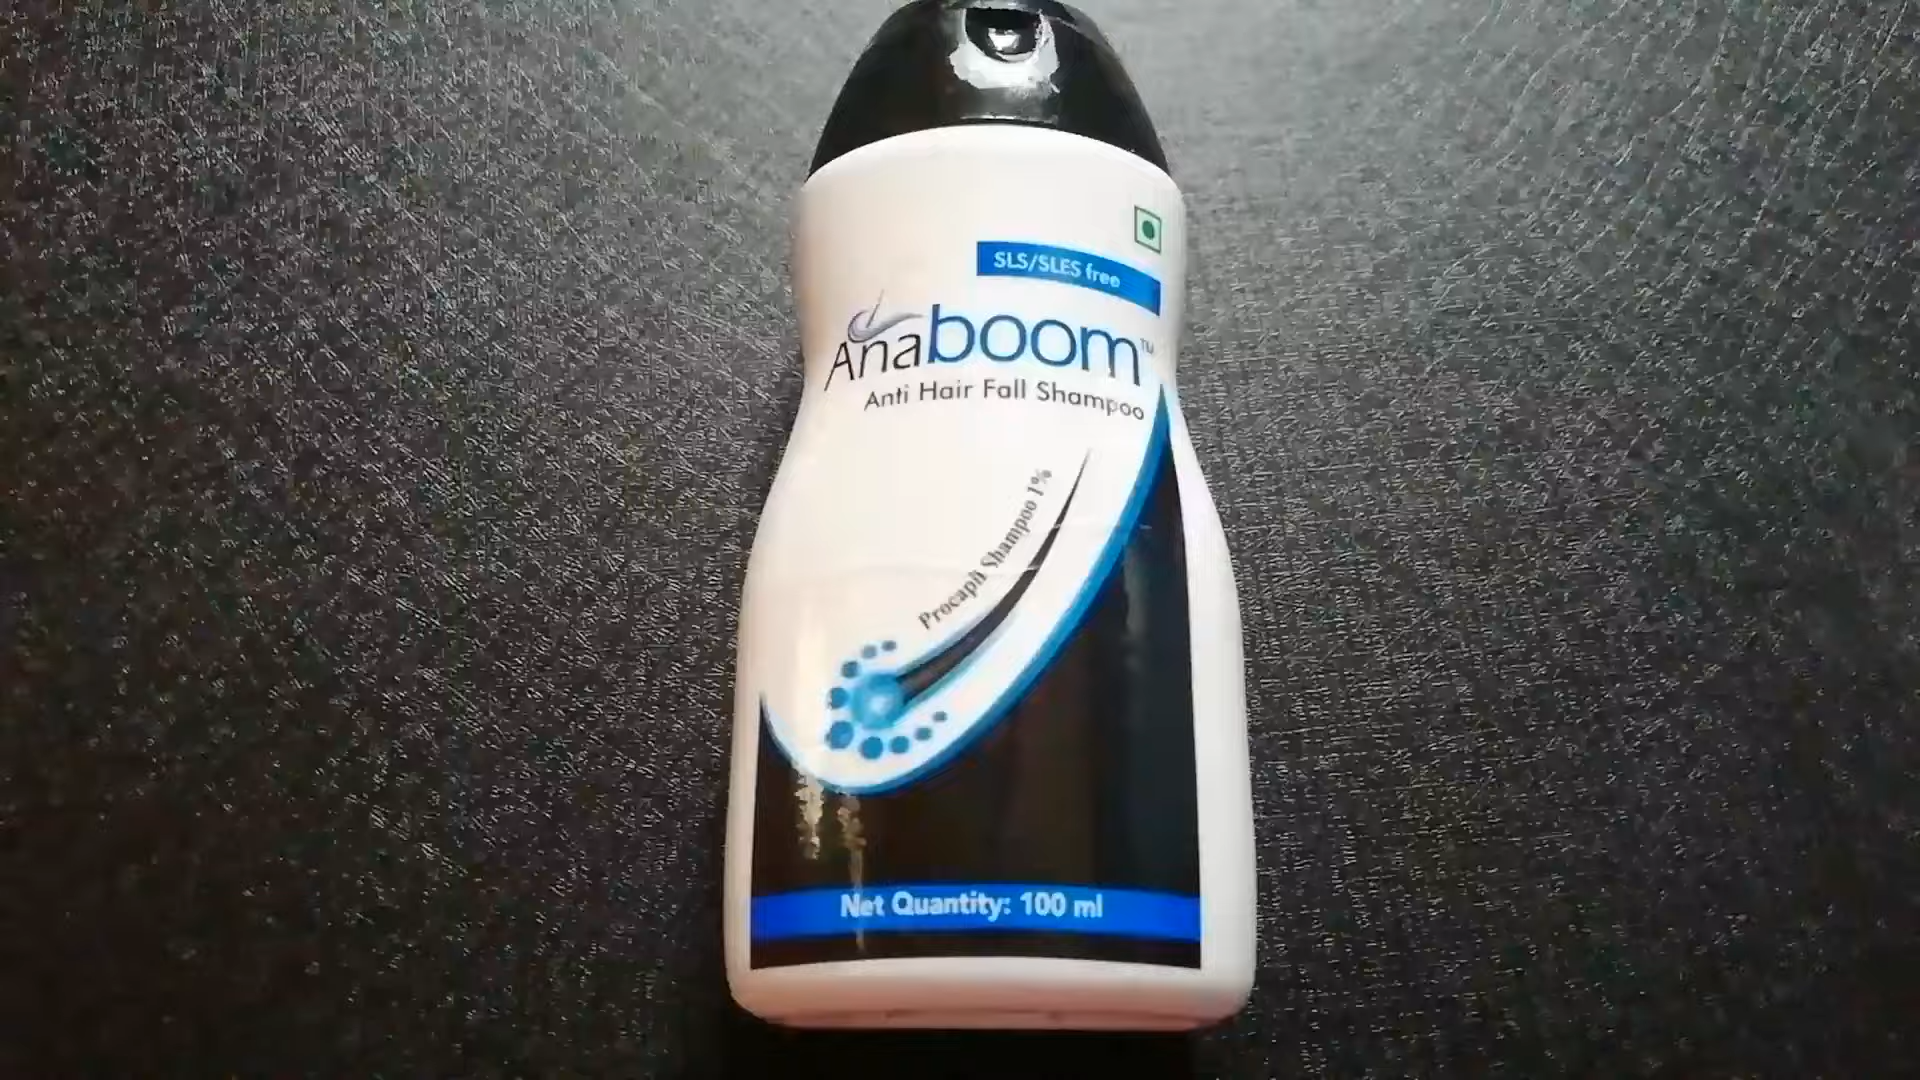 SLS/SLES free
Anaboom™
Anti Hair Fall Shampoo
Procapil Shampoo 1%
Net Quantity: 100 ml